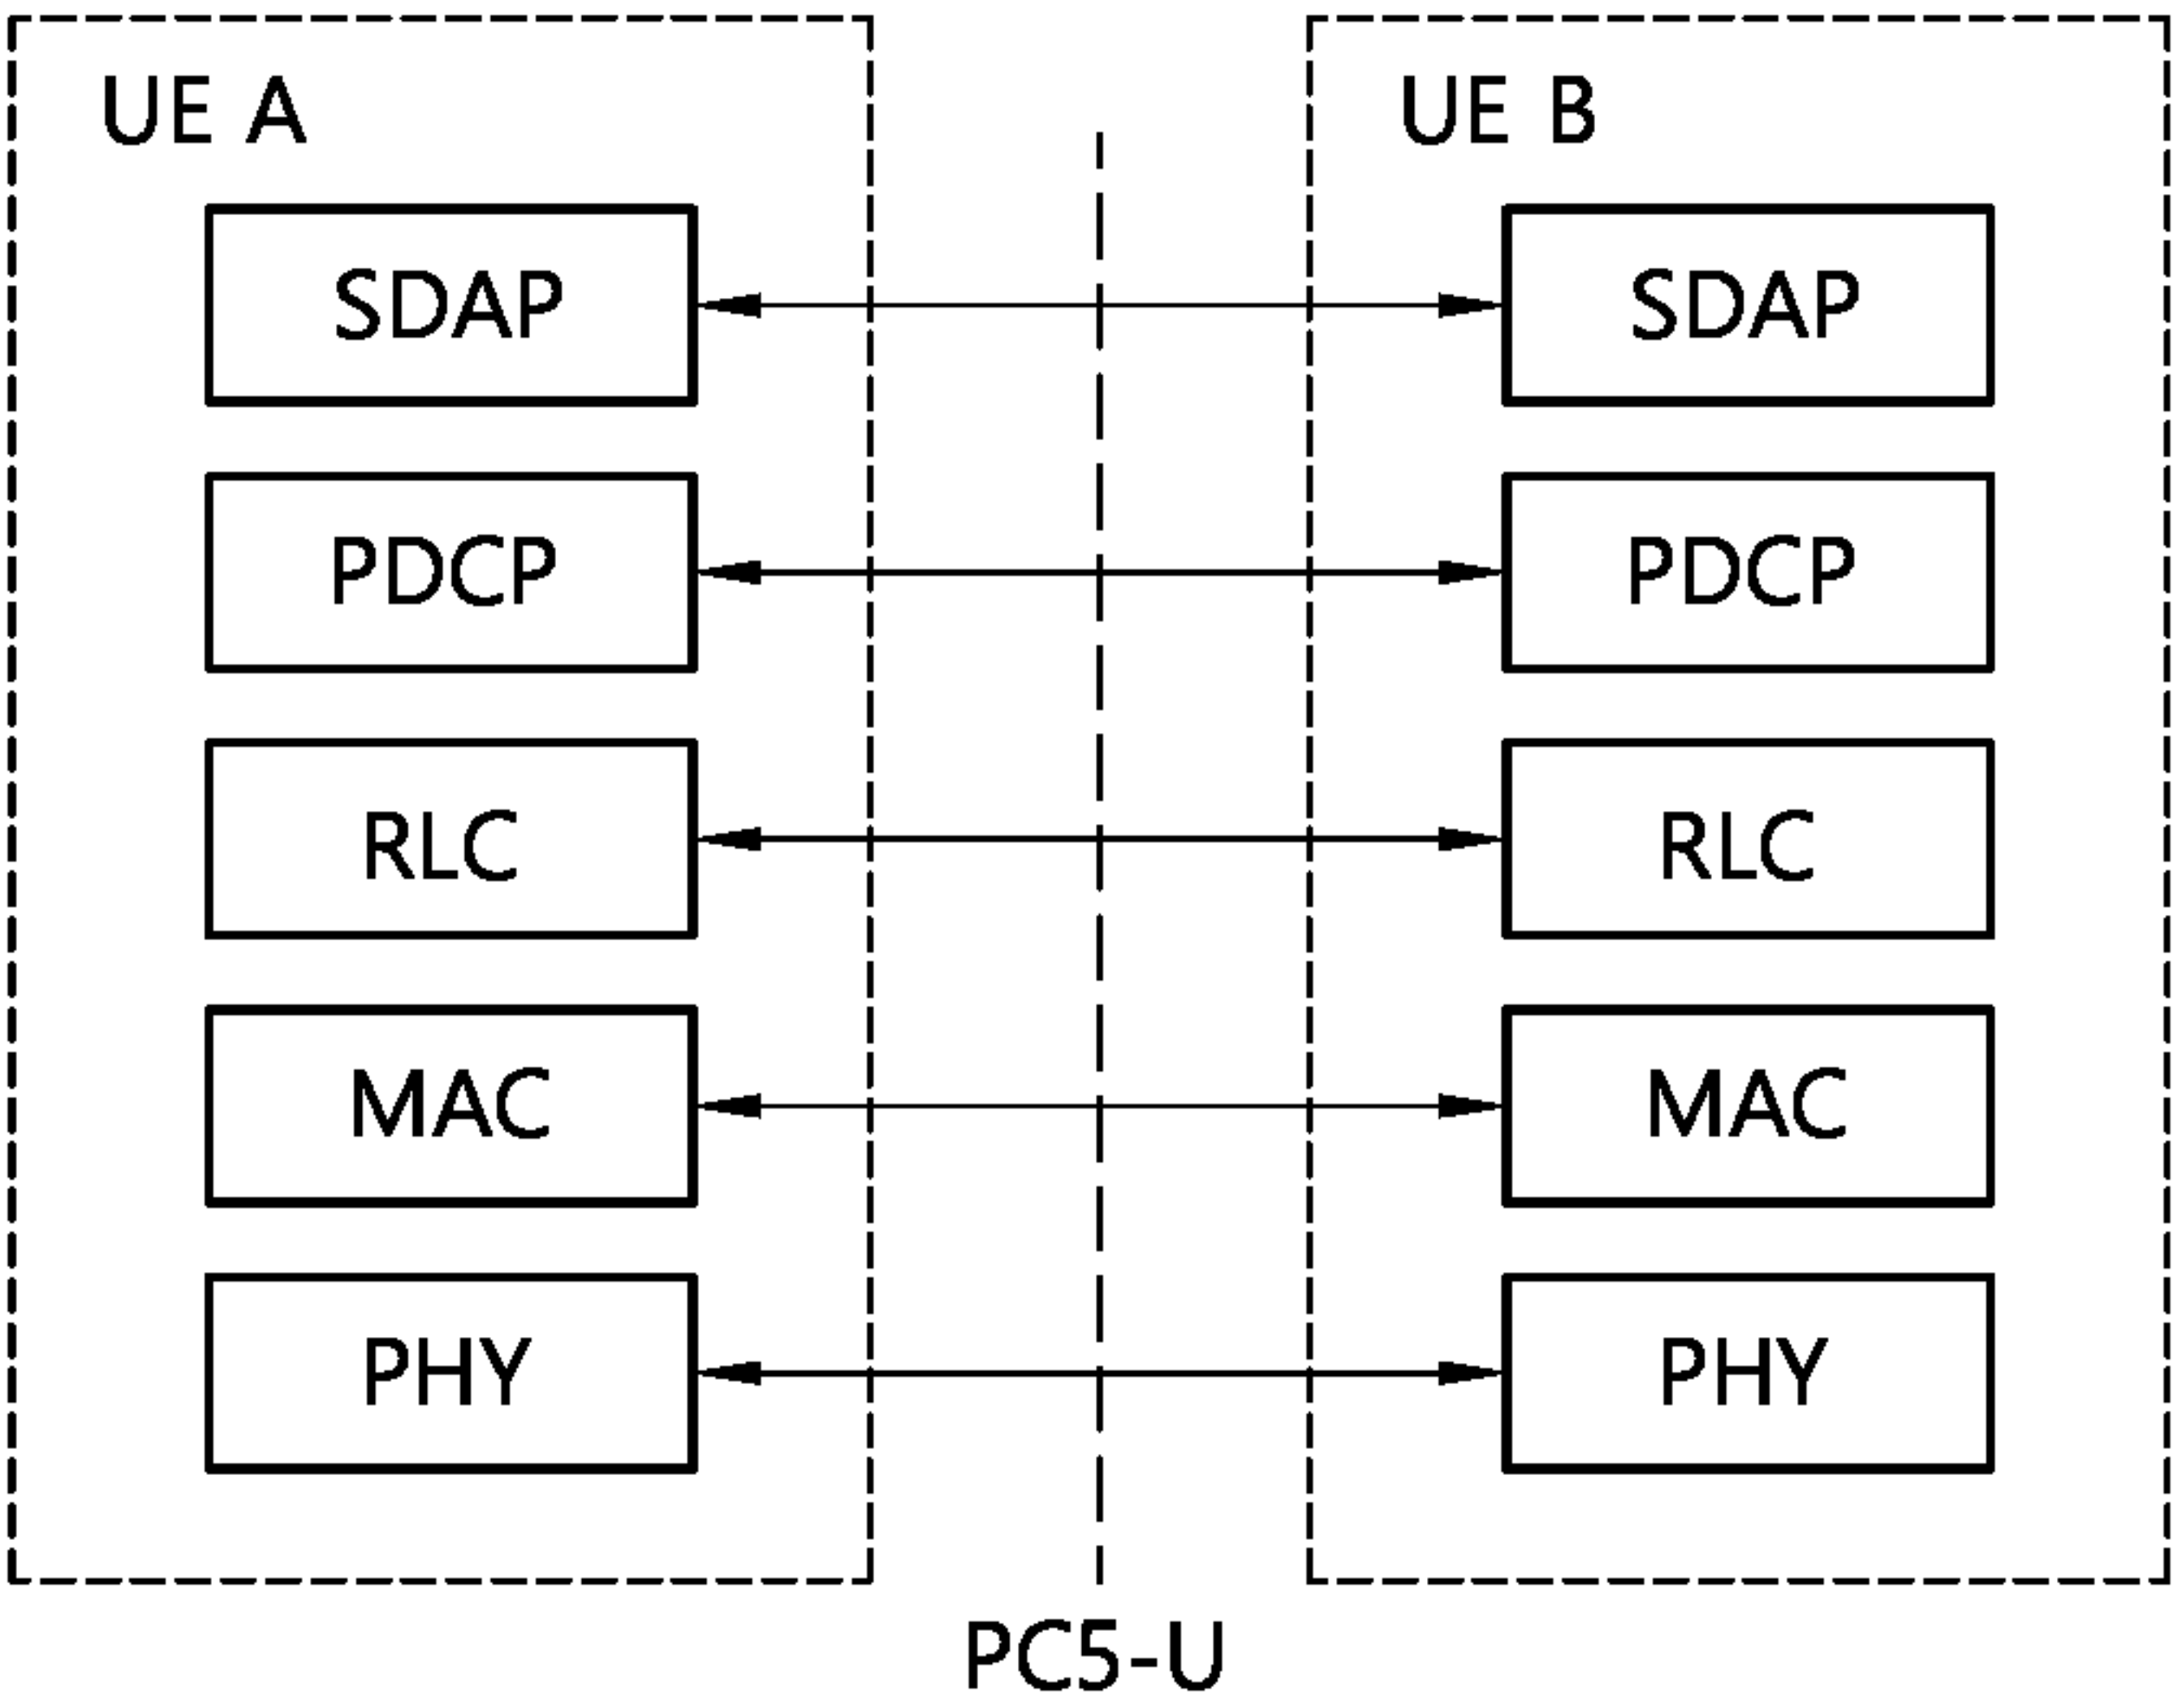 UE A
UE B
SDAP
SDAP
PDCP
PDCP
RLC
RLC
MAC
MAC
PHY
PHY
PC5-U